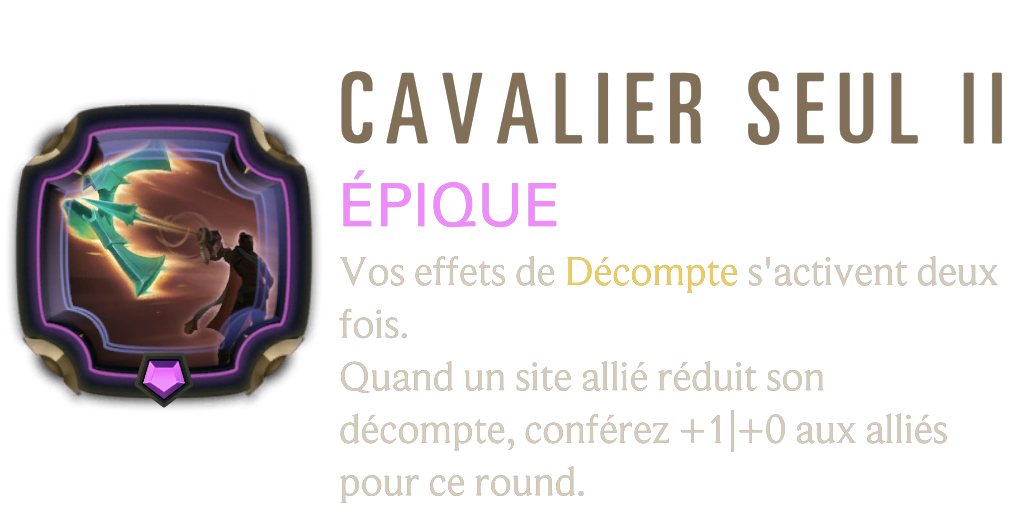 CAVALIER SEUL II
ÉPIQUE
Vos effets de Décompte s'activent deux
fois.
Quand un site allié réduit son
décompte, conférez +1|+0 aux alliés
pour ce round.